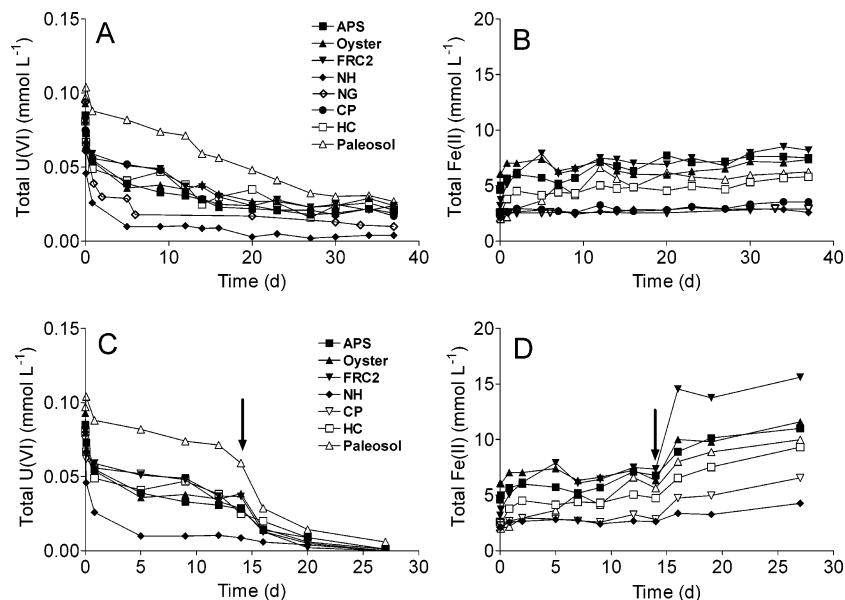 A
Total U(VI) (mmol L⁻¹)
0.15
0.10
0.05
0.00
0 10 20 30 40
Time (d)
APS
Oyster
FRC2
NH
NG
CP
HC
Paleosol
B
Total Fe(II) (mmol L⁻¹)
20
15
10
5
0
0 10 20 30 40
Time (d)
C
Total U(VI) (mmol L⁻¹)
0.15
0.10
0.05
0.00
0 5 10 15 20 25 30
Time (d)
APS
Oyster
FRC2
NH
CP
HC
Paleosol
D
Total Fe(II) (mmol L⁻¹)
20
15
10
5
0
0 5 10 15 20 25 30
Time (d)